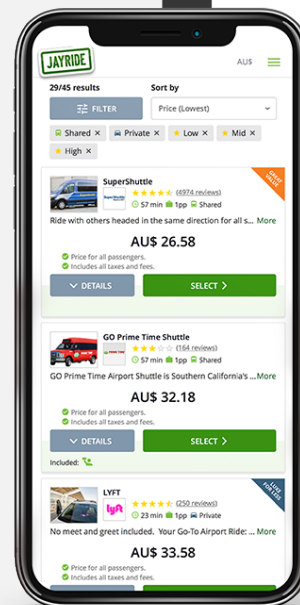 JAYRIDE
AU$
29/45 results
Sort by
FILTER
Price (Lowest)
Shared × Private × Low × Mid ×
High ×
GREAT VALUE
SuperShuttle
(4974 reviews)
57 min 1pp Shared
Ride with others headed in the same direction for all s... More
AU$ 26.58
Price for all passengers.
Includes all taxes and fees.
DETAILS
SELECT
GO Prime Time Shuttle
(164 reviews)
57 min 1pp Shared
GO Prime Time Airport Shuttle is Southern California's ... More
AU$ 32.18
Price for all passengers.
Includes all taxes and fees.
DETAILS
SELECT
Included:
LUXE FOR LESS
LYFT
lyft
(250 reviews)
23 min 1pp Private
No meet and greet included. Your Go-To Airport Ride: ... More
AU$ 33.58
Price for all passengers.
Includes all taxes and fees.